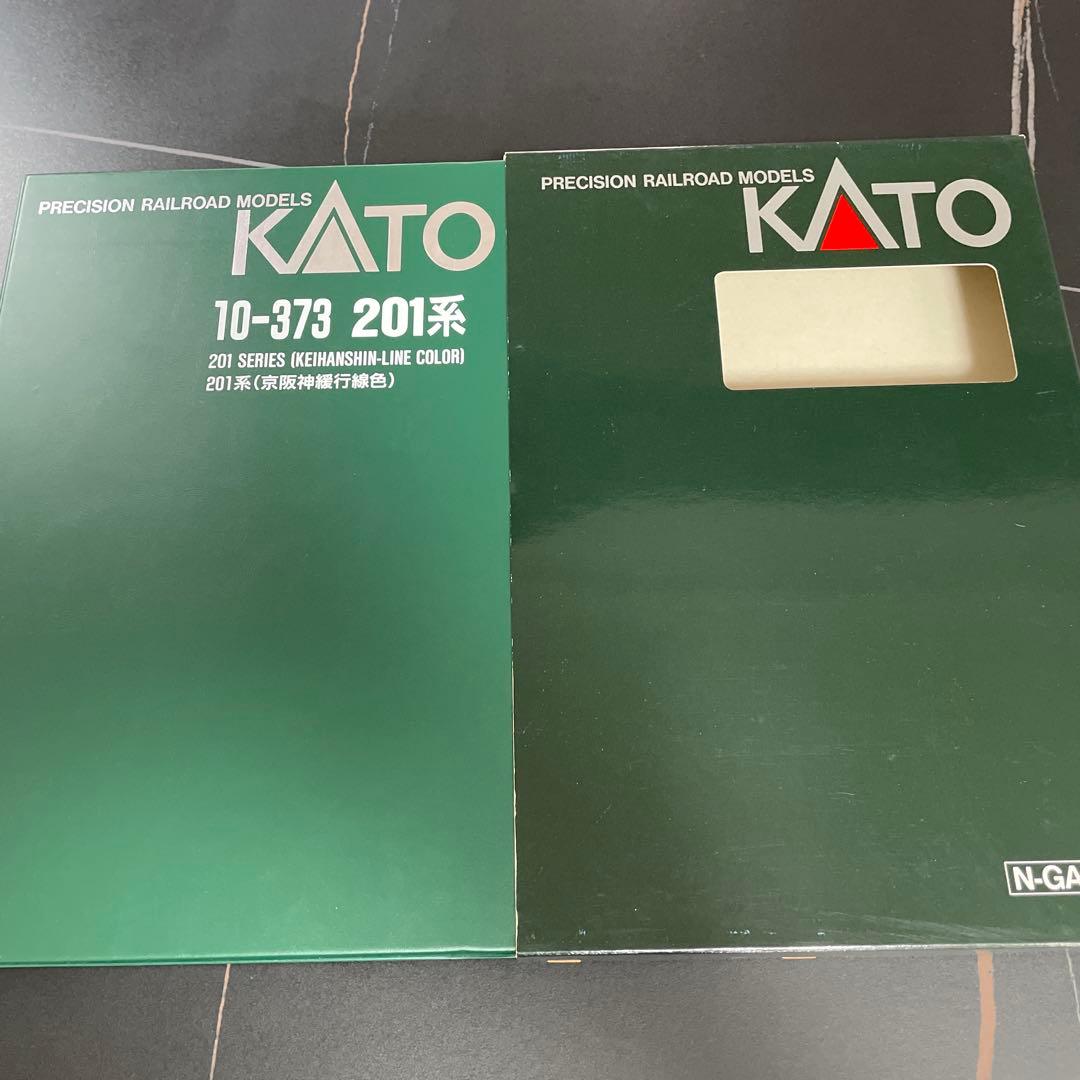 PRECISION RAILROAD MODELS
KATO
10-373 201系
201 SERIES (KEIHANSHIN-LINE COLOR)
201系(京阪神緩行線色)
PRECISION RAILROAD MODELS
KATO
N-GA